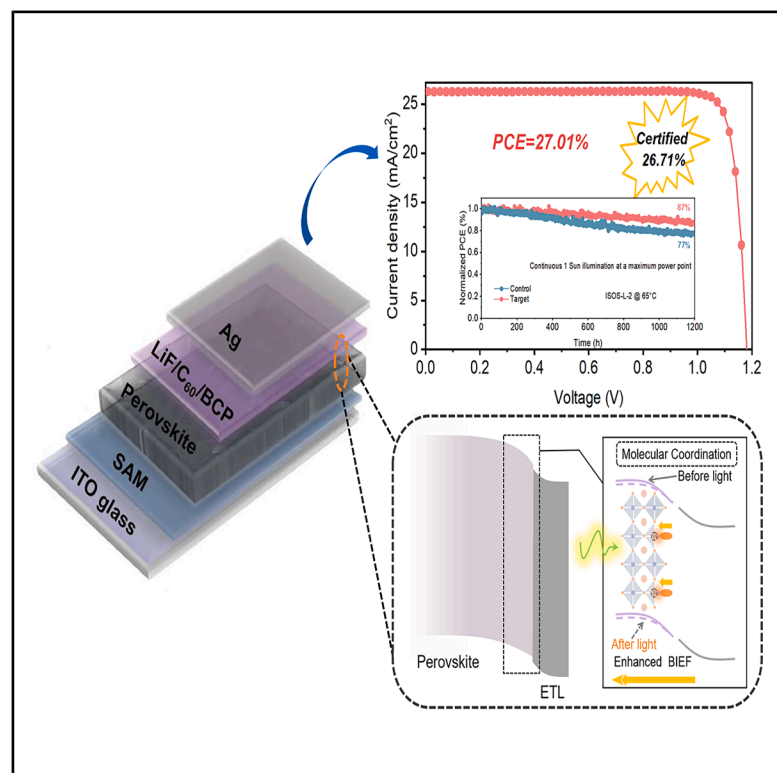 Ag
LiF/C60/BCP
Perovskite
SAM
ITO glass
Current density (mA/cm²)
25
20
15
10
5
0
0.0 0.2 0.4 0.6 0.8 1.0 1.2
Voltage (V)
PCE=27.01%
Certified
26.71%
Normalized PCE (%)
1.0
0.8
0.6
0.4
0.2
0.0
87%
77%
Continuous 1 Sun illumination at a maximum power point
Control
Target
ISOS-L-2 @ 65°C
0 200 400 600 800 1000 1200
Time (h)
Perovskite
ETL
Molecular Coordination
Before light
After light
Enhanced BIEF